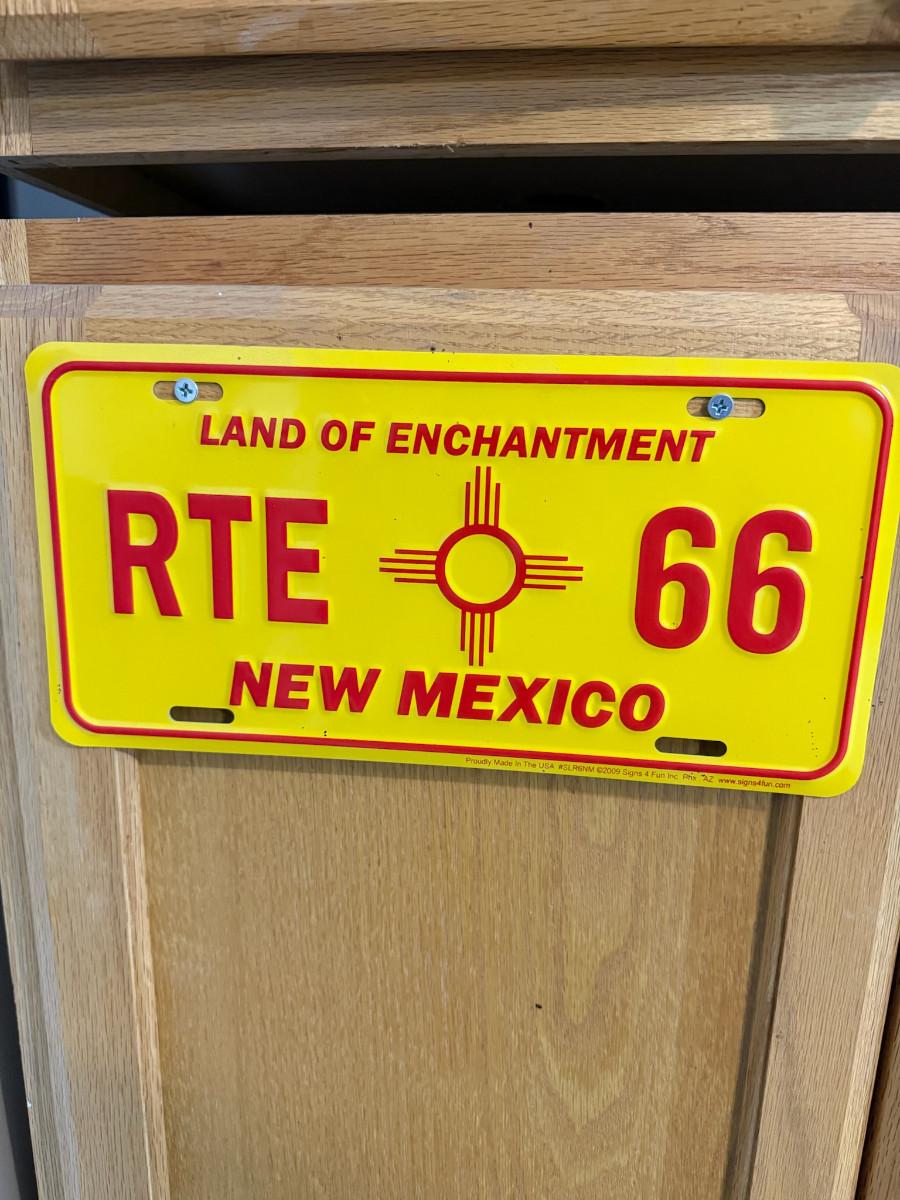 LAND OF ENCHANTMENT
RTE 66
NEW MEXICO
Proudly Made In The USA #SLR6NM ©2009 Signs 4 Fun Inc. Phx AZ www.signs4fun.com